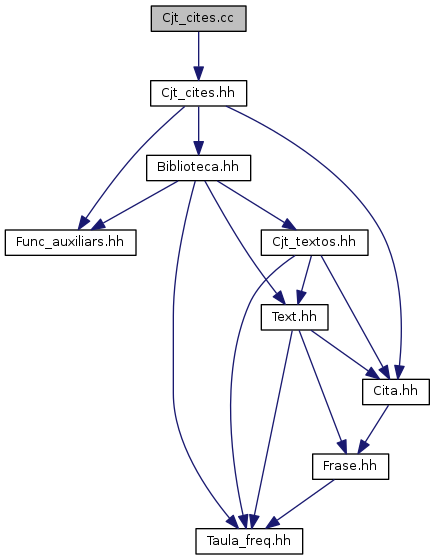 Cjt_cites.cc
Cjt_cites.hh
Biblioteca.hh
Func_auxiliars.hh
Cjt_textos.hh
Text.hh
Cita.hh
Frase.hh
Taula_freq.hh